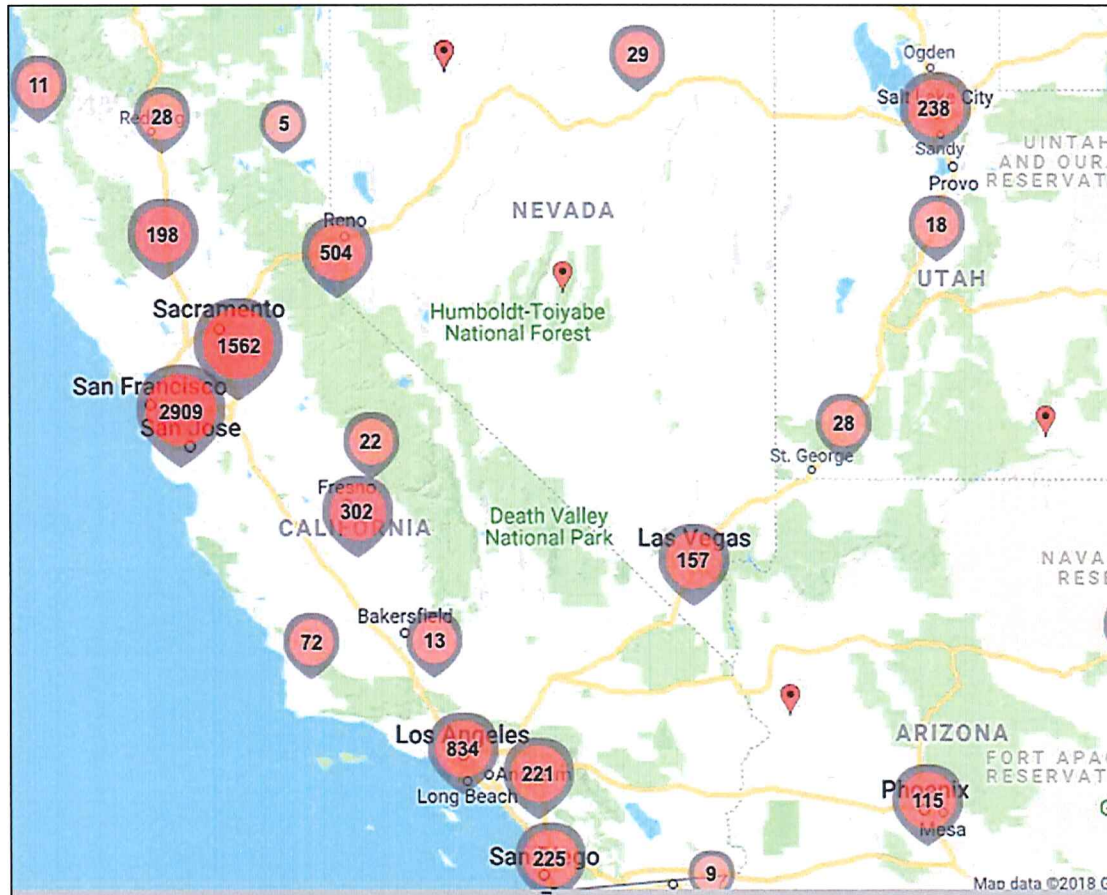 Ogden
29
11
Salt Lake City
238
28
5
Sandy
UINTAH
AND OUR
RESERVAT
Provo
NEVADA
Reno
198
504
18
UTAH
Sacramento
Humboldt-Toiyabe
National Forest
1562
San Francisco
2909
San Jose
22
28
St. George
Fresno
302
CALIFORNIA
Death Valley
National Park
Las Vegas
157
NAVA
RESE
Bakersfield
72
13
Los Angeles
834
221
Long Beach
ARIZONA
FORT APAC
RESERVAT
Phoenix
115
Mesa
San Diego
225
9
Map data ©2018 G